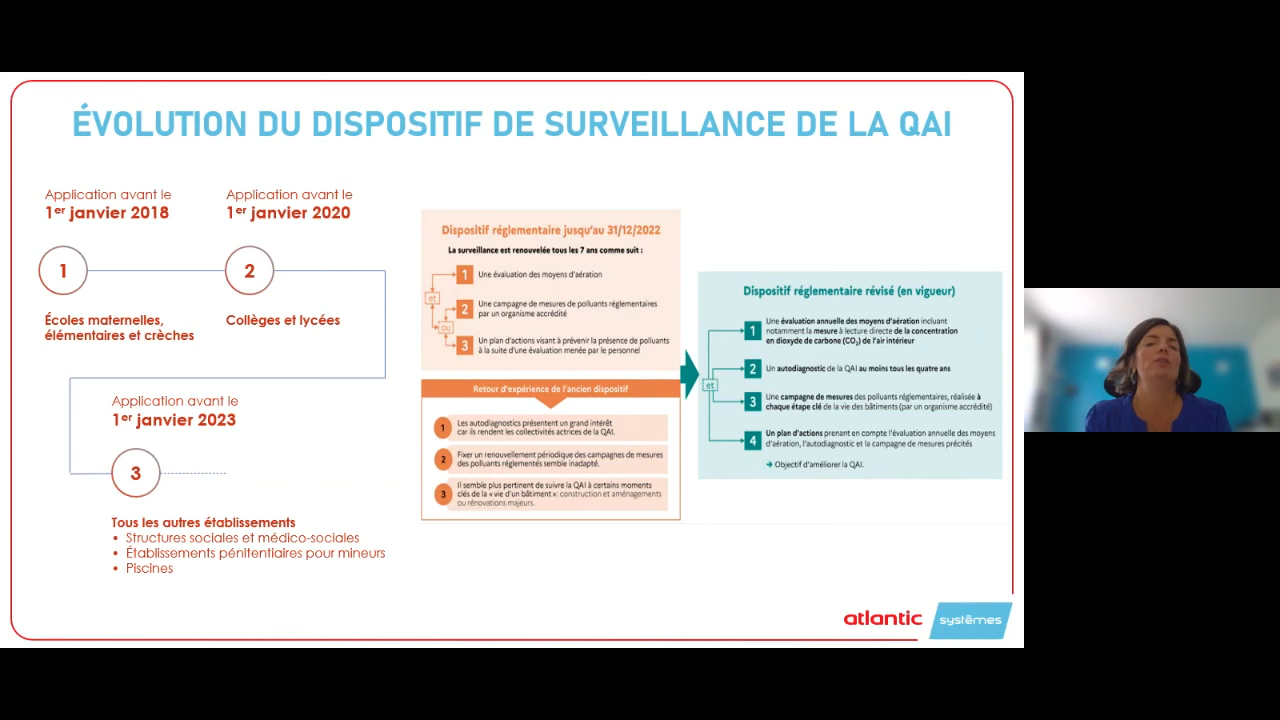 ÉVOLUTION DU DISPOSITIF DE SURVEILLANCE DE LA QAI
Application avant le
1er janvier 2018
Application avant le
1er janvier 2020
1
2
Écoles maternelles,
élémentaires et crèches
Collèges et lycées
Application avant le
1er janvier 2023
3
Tous les autres établissements
• Structures sociales et médico-sociales
• Établissements pénitentiaires pour mineurs
• Piscines
Dispositif réglementaire jusqu'au 31/12/2022
La surveillance est renouvelée tous les 7 ans comme suit :
1 Une évaluation des moyens d'aération
et
2 Une campagne de mesures de polluants réglementaires
par un organisme accrédité
ou
3 Un plan d'actions visant à prévenir la présence de polluants
à la suite d'une évaluation menée par le personnel
Retour d'expérience de l'ancien dispositif
1 Les autodiagnostics présentent un grand intérêt
car ils rendent les collectivités actrices de la QAI.
2 Fixer un renouvellement périodique des campagnes de mesures
des polluants réglementés semble inadapté.
3 Il semble plus pertinent de suivre la QAI à certains moments
clés de la « vie d'un bâtiment »: construction et aménagements
ou rénovations majeurs.
Dispositif réglementaire révisé (en vigueur)
1 Une évaluation annuelle des moyens d'aération incluant
notamment la mesure à lecture directe de la concentration
en dioxyde de carbone (CO2) de l'air intérieur
2 Un autodiagnostic de la QAI au moins tous les quatre ans
et
3 Une campagne de mesures des polluants réglementaires, réalisée à
chaque étape clé de la vie des bâtiments (par un organisme accrédité)
4 Un plan d'actions prenant en compte l'évaluation annuelle des moyens
d'aération, l'autodiagnostic et la campagne de mesures précités
➔ Objectif d'améliorer la QAI.
atlantic systèmes